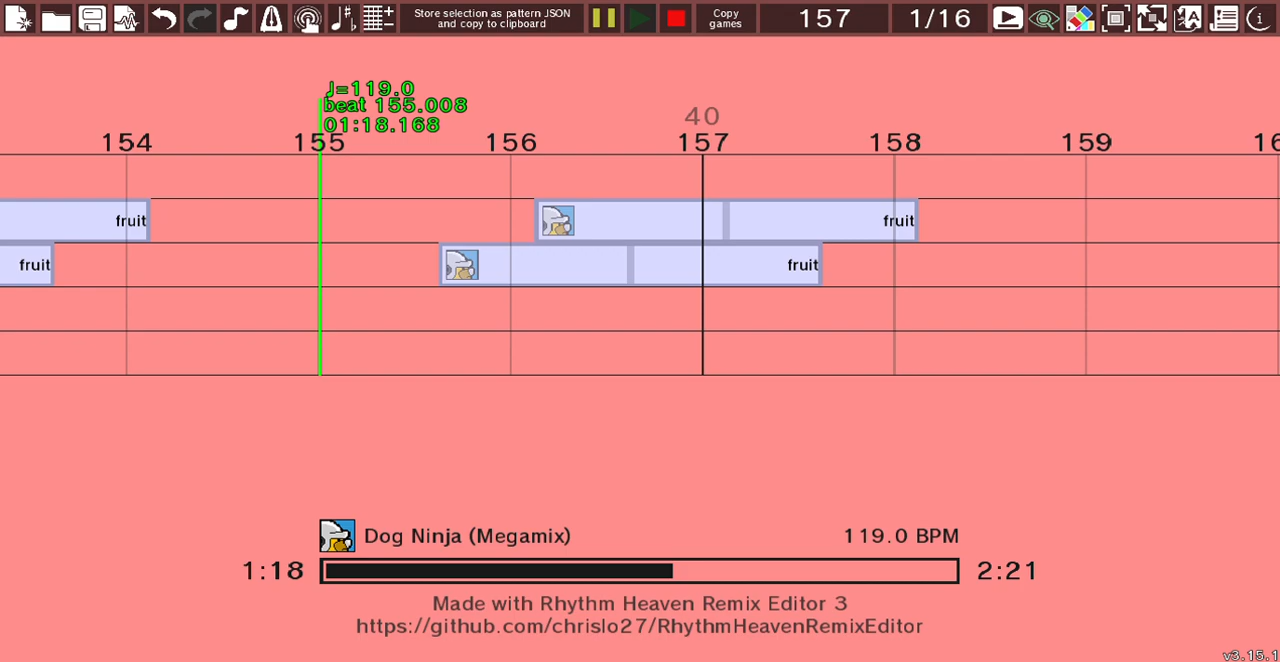 Store selection as pattern JSON
and copy to clipboard
Copy
games
157
1/16
♩=119.0
beat 155.008
01:18.168
40
154 155 156 157 158 159 16
fruit fruit
fruit fruit
Dog Ninja (Megamix) 119.0 BPM
1:18 2:21
Made with Rhythm Heaven Remix Editor 3
https://github.com/chrislo27/RhythmHeavenRemixEditor
v3.15.1